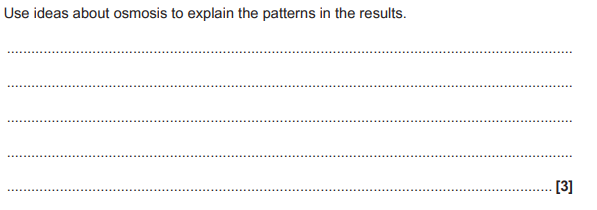 Use ideas about osmosis to explain the patterns in the results.
[3]